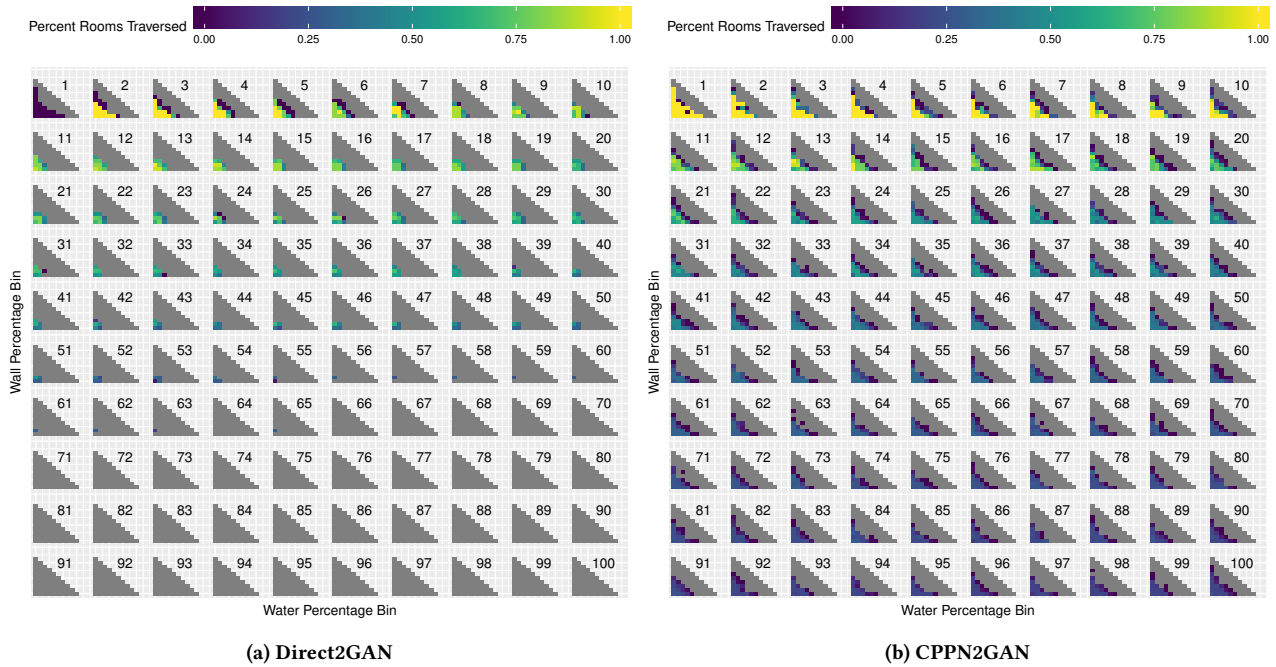 Percent Rooms Traversed
0.00 0.25 0.50 0.75 1.00
1 2 3 4 5 6 7 8 9 10
11 12 13 14 15 16 17 18 19 20
21 22 23 24 25 26 27 28 29 30
31 32 33 34 35 36 37 38 39 40
41 42 43 44 45 46 47 48 49 50
51 52 53 54 55 56 57 58 59 60
61 62 63 64 65 66 67 68 69 70
71 72 73 74 75 76 77 78 79 80
81 82 83 84 85 86 87 88 89 90
91 92 93 94 95 96 97 98 99 100
Wall Percentage Bin
Water Percentage Bin
(a) Direct2GAN
Percent Rooms Traversed
0.00 0.25 0.50 0.75 1.00
1 2 3 4 5 6 7 8 9 10
11 12 13 14 15 16 17 18 19 20
21 22 23 24 25 26 27 28 29 30
31 32 33 34 35 36 37 38 39 40
41 42 43 44 45 46 47 48 49 50
51 52 53 54 55 56 57 58 59 60
61 62 63 64 65 66 67 68 69 70
71 72 73 74 75 76 77 78 79 80
81 82 83 84 85 86 87 88 89 90
91 92 93 94 95 96 97 98 99 100
Wall Percentage Bin
Water Percentage Bin
(b) CPPN2GAN